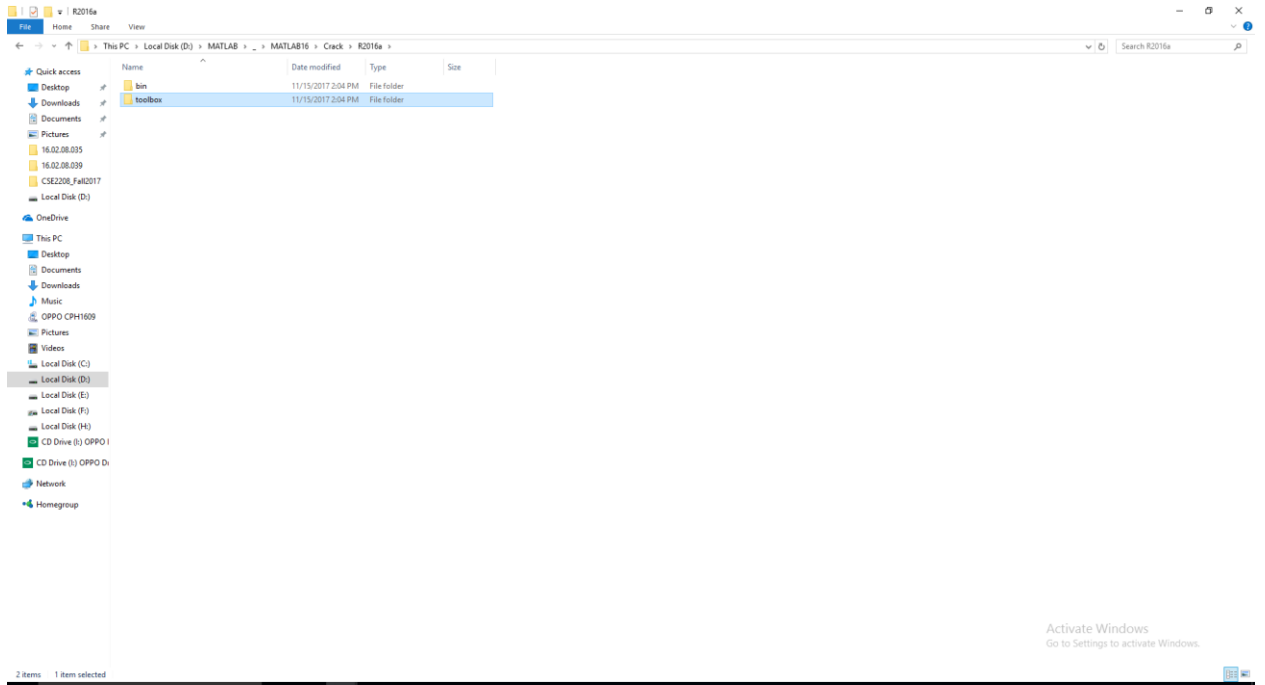 R2016a
File Home Share View
This PC › Local Disk (D:) › MATLAB › _ › MATLAB16 › Crack › R2016a ›
Search R2016a
Name Date modified Type Size
bin 11/15/2017 2:04 PM File folder
toolbox 11/15/2017 2:04 PM File folder
Quick access
Desktop
Downloads
Documents
Pictures
16.02.08.035
16.02.08.039
CSE2208_Fall2017
Local Disk (D:)
OneDrive
This PC
Desktop
Documents
Downloads
Music
OPPO CPH1609
Pictures
Videos
Local Disk (C:)
Local Disk (D:)
Local Disk (E:)
Local Disk (F:)
Local Disk (H:)
CD Drive (I:) OPPO
CD Drive (I:) OPPO Dr
Network
Homegroup
Activate Windows
Go to Settings to activate Windows.
2 items 1 item selected